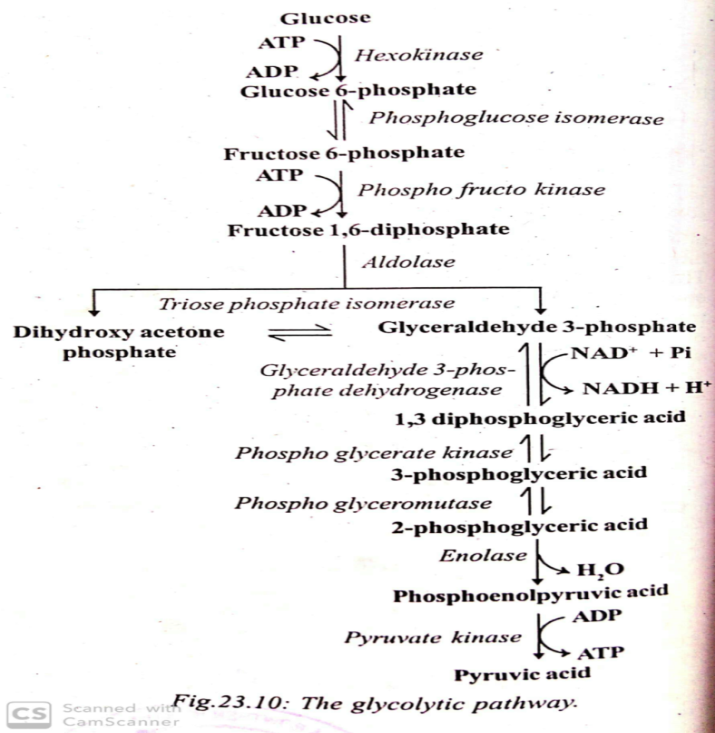 Glucose
ATP
Hexokinase
ADP
Glucose 6-phosphate
Phosphoglucose isomerase
Fructose 6-phosphate
ATP
Phospho fructo kinase
ADP
Fructose 1,6-diphosphate
Aldolase
Triose phosphate isomerase
Dihydroxy acetone
phosphate
Glyceraldehyde 3-phosphate
NAD⁺ + Pi
Glyceraldehyde 3-phos-
phate dehydrogenase
NADH + H⁺
1,3 diphosphoglyceric acid
Phospho glycerate kinase
3-phosphoglyceric acid
Phospho glyceromutase
2-phosphoglyceric acid
Enolase
H₂O
Phosphoenolpyruvic acid
ADP
Pyruvate kinase
ATP
Pyruvic acid
Fig.23.10: The glycolytic pathway.
CS Scanned with
CamScanner